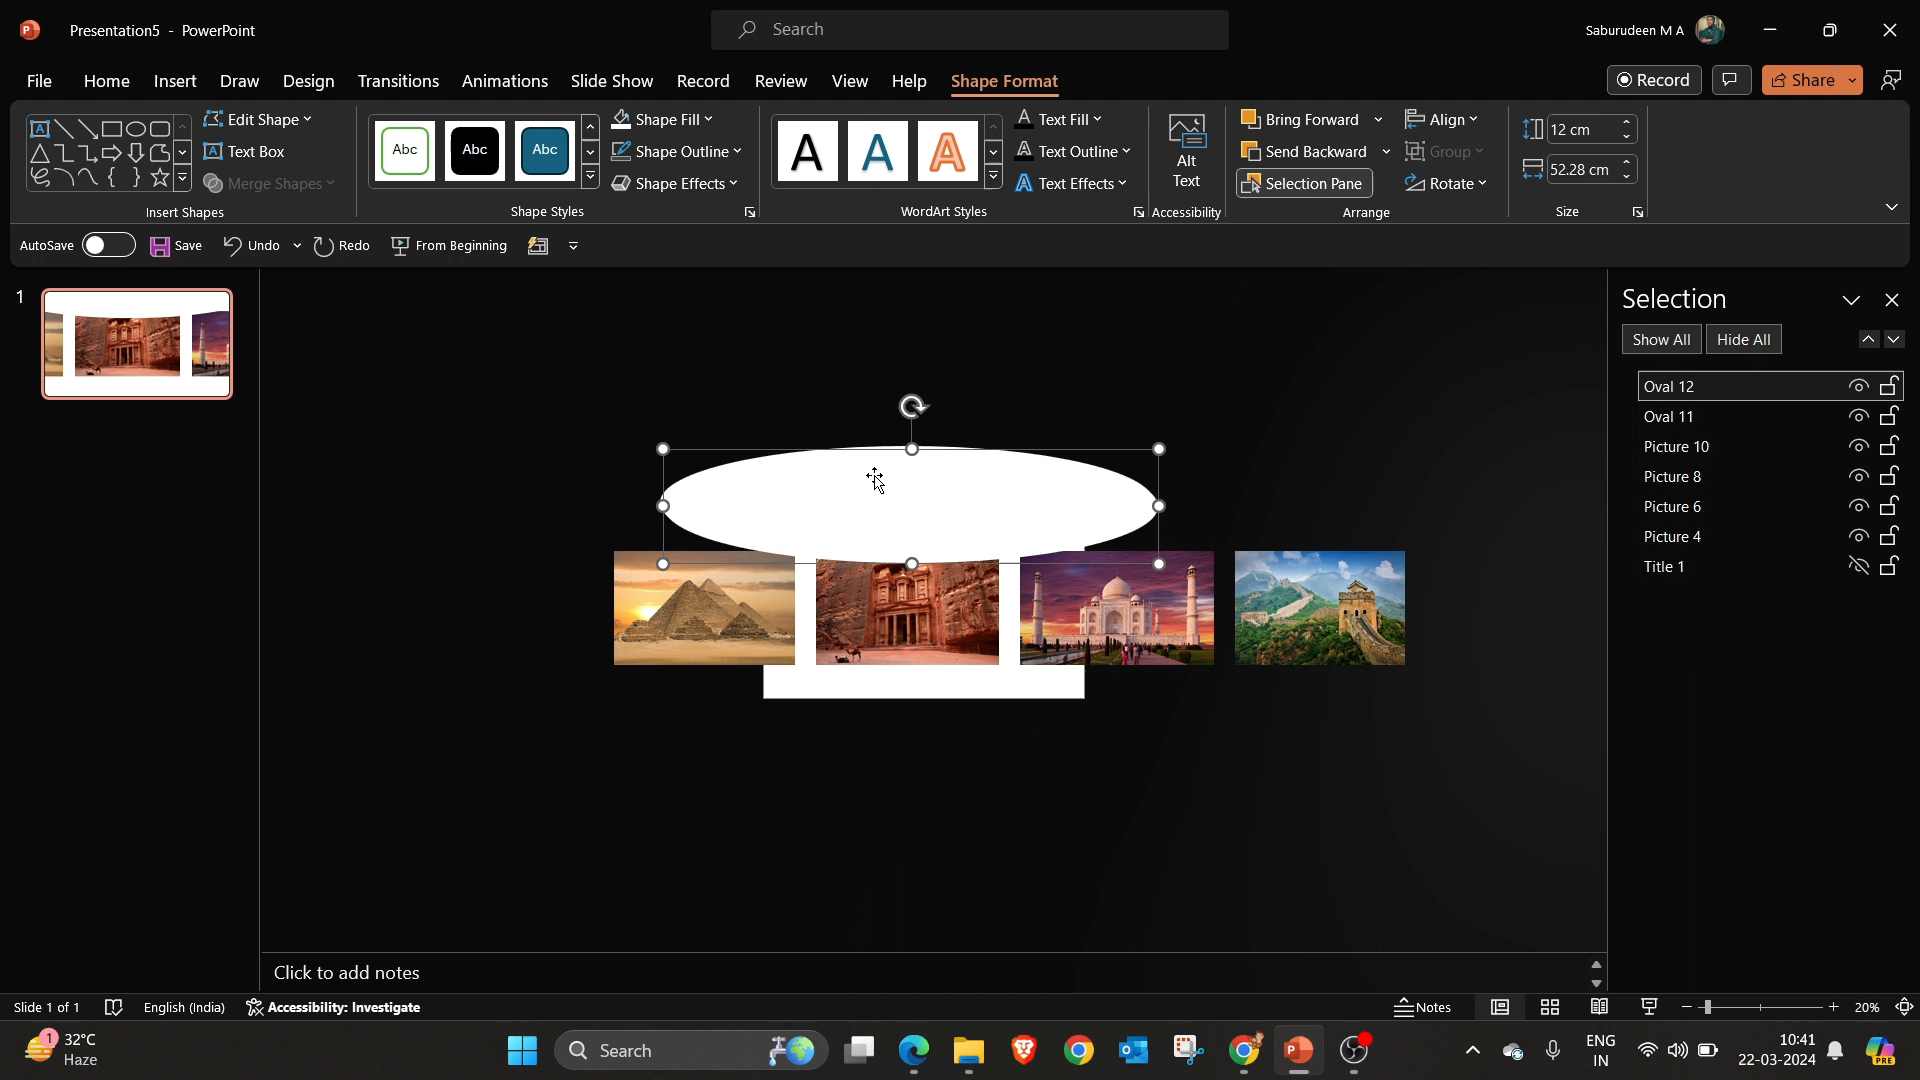 Presentation5 - PowerPoint
Search
Saburudeen M A
File Home Insert Draw Design Transitions Animations Slide Show Record Review View Help Shape Format
Record
Share
Edit Shape
Text Box
Merge Shapes
Insert Shapes
Abc Abc Abc
Shape Fill
Shape Outline
Shape Effects
Shape Styles
A A A
Text Fill
Text Outline
Text Effects
WordArt Styles
Alt
Text
Accessibility
Bring Forward
Send Backward
Selection Pane
Align
Group
Rotate
Arrange
12 cm
52.28 cm
Size
AutoSave Save Undo Redo From Beginning
1
Selection
Show All Hide All
Oval 12
Oval 11
Picture 10
Picture 8
Picture 6
Picture 4
Title 1
Click to add notes
Slide 1 of 1 English (India) Accessibility: Investigate Notes 20%
1
32°C
Haze
Search
ENG
IN
10:41
22-03-2024
PRE